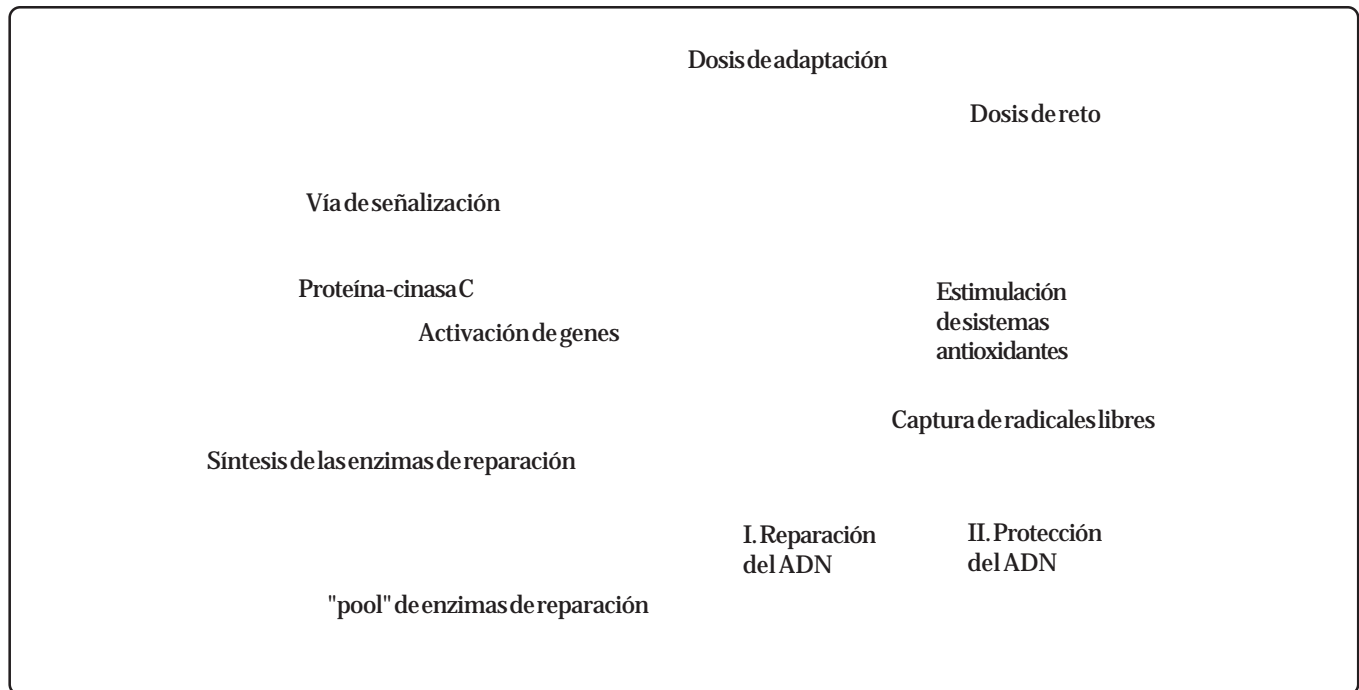 Dosis de adaptación
Dosis de reto
Vía de señalización
Proteína-cinasa C
Estimulación
de sistemas
antioxidantes
Activación de genes
Captura de radicales libres
Síntesis de las enzimas de reparación
I. Reparación
del ADN
II. Protección
del ADN
"pool" de enzimas de reparación